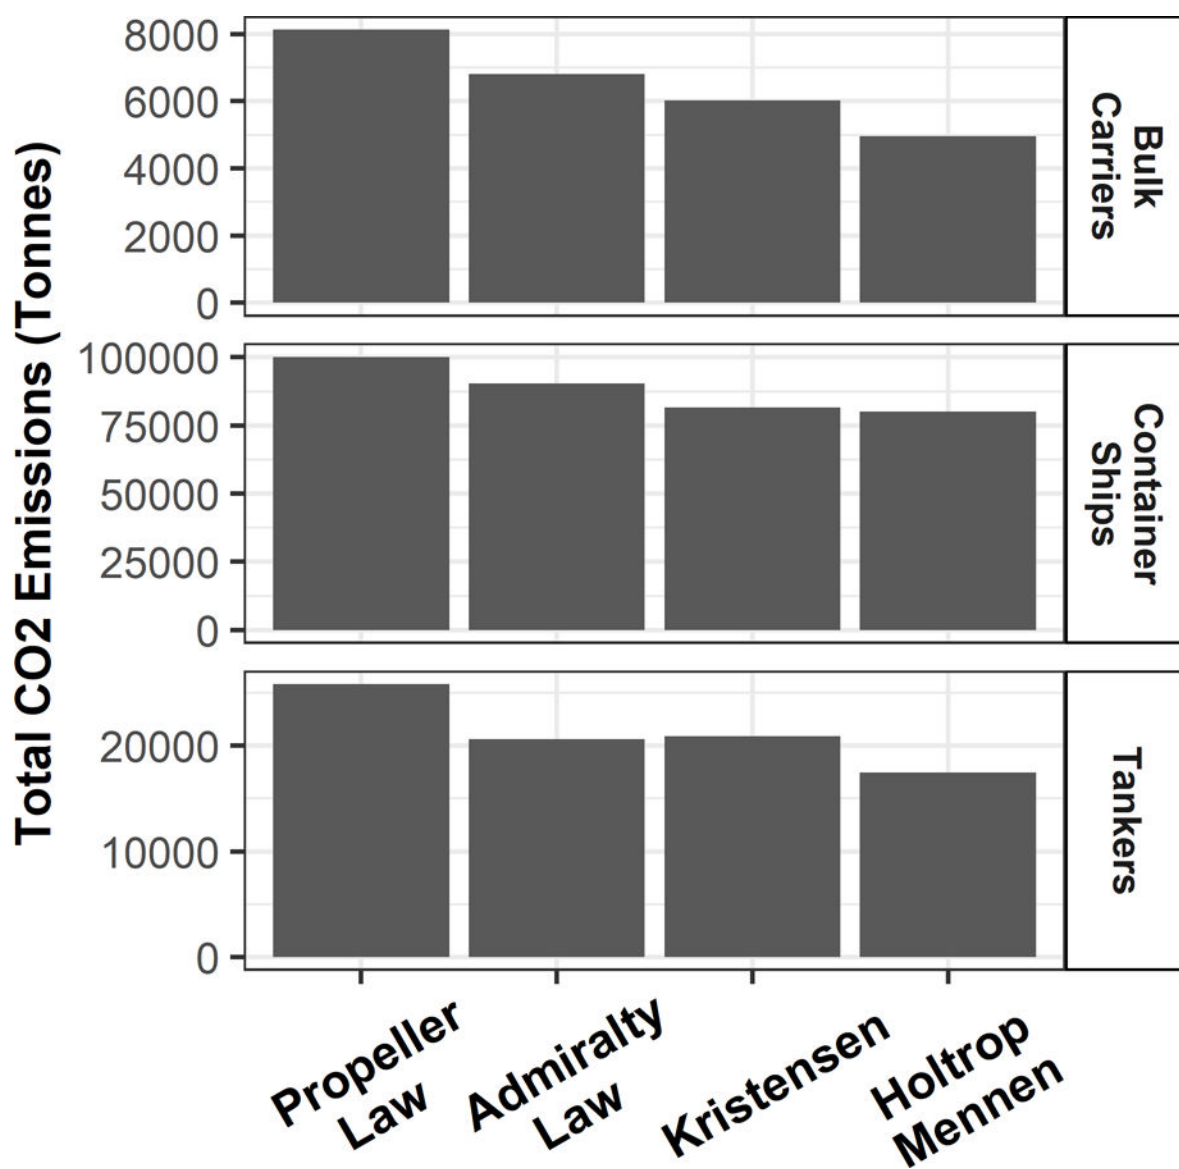 Total CO2 Emissions (Tonnes)
8000
6000
4000
2000
0
Bulk
Carriers
100000
75000
50000
25000
0
Container
Ships
20000
10000
0
Tankers
Propeller
Law
Admiralty
Law
Kristensen
Holtrop
Mennen